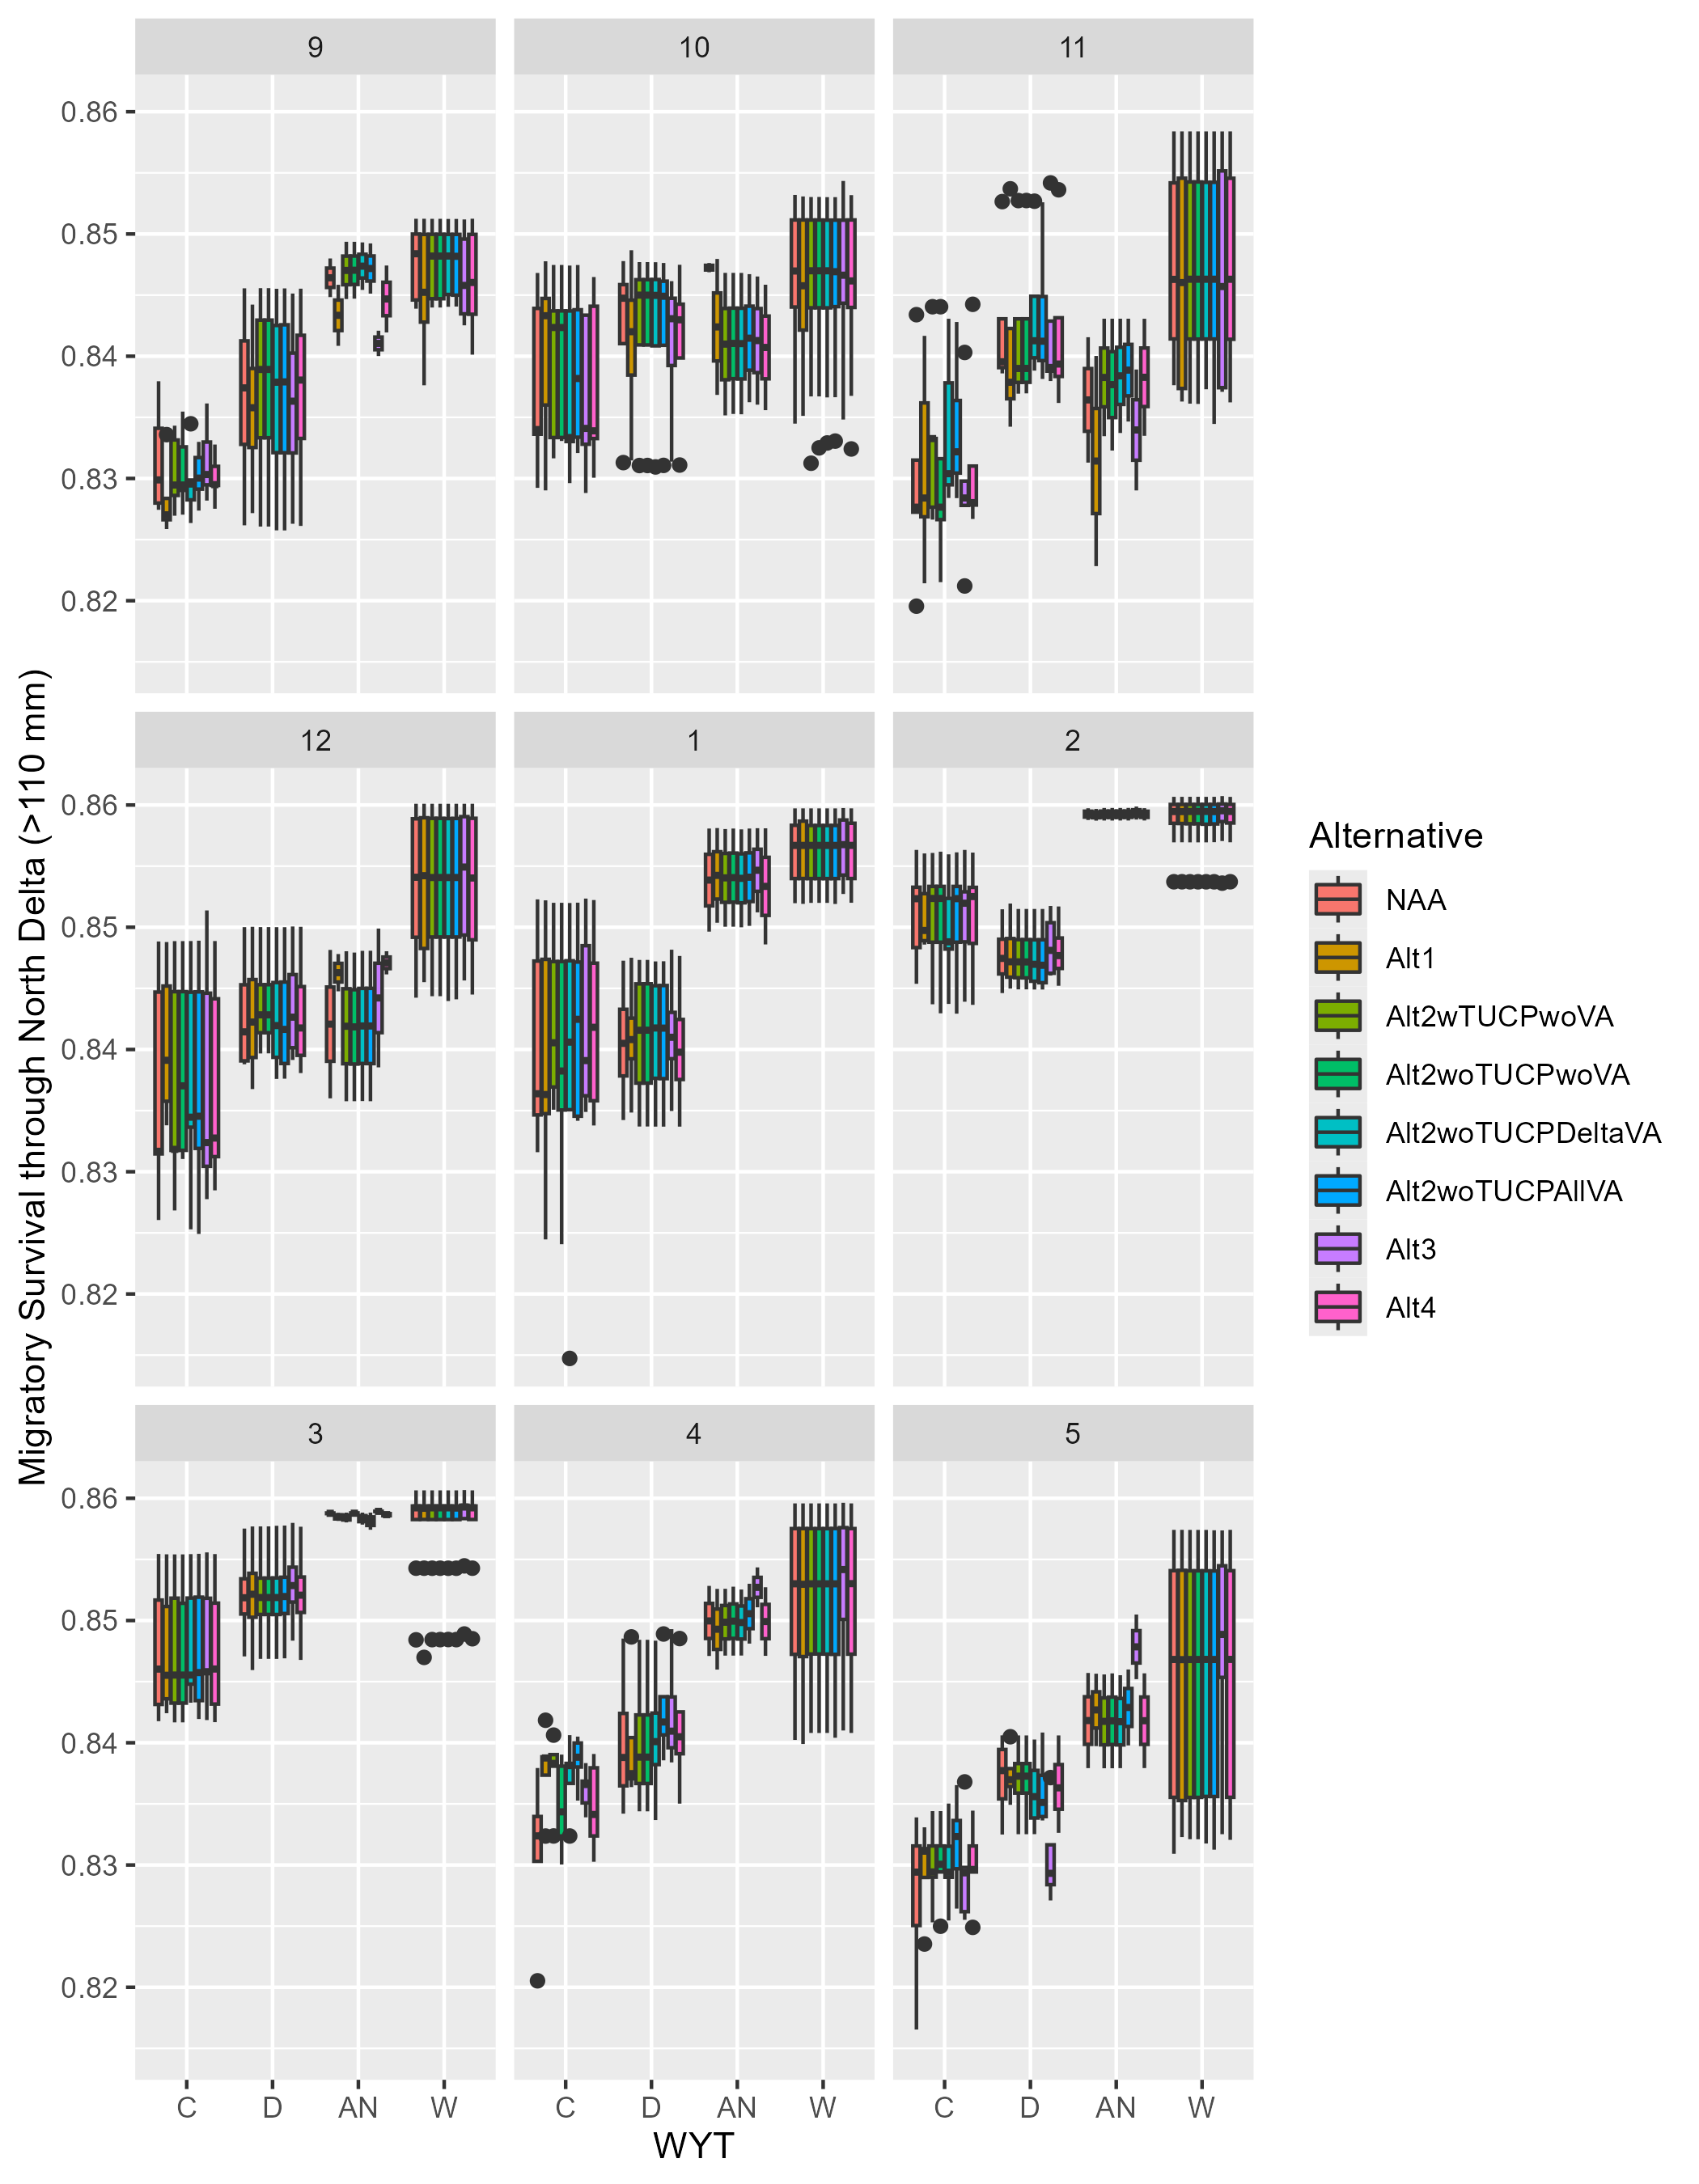 9
10
11
0.86
0.85
0.84
0.83
0.82
12
1
2
0.86
0.85
0.84
0.83
0.82
3
4
5
0.86
0.85
0.84
0.83
0.82
C D AN W
C D AN W
C D AN W
WYT
Migratory Survival through North Delta (>110 mm)
Alternative
NAA
Alt1
Alt2wTUCPwoVA
Alt2woTUCPwoVA
Alt2woTUCPDeltaVA
Alt2woTUCPAllVA
Alt3
Alt4